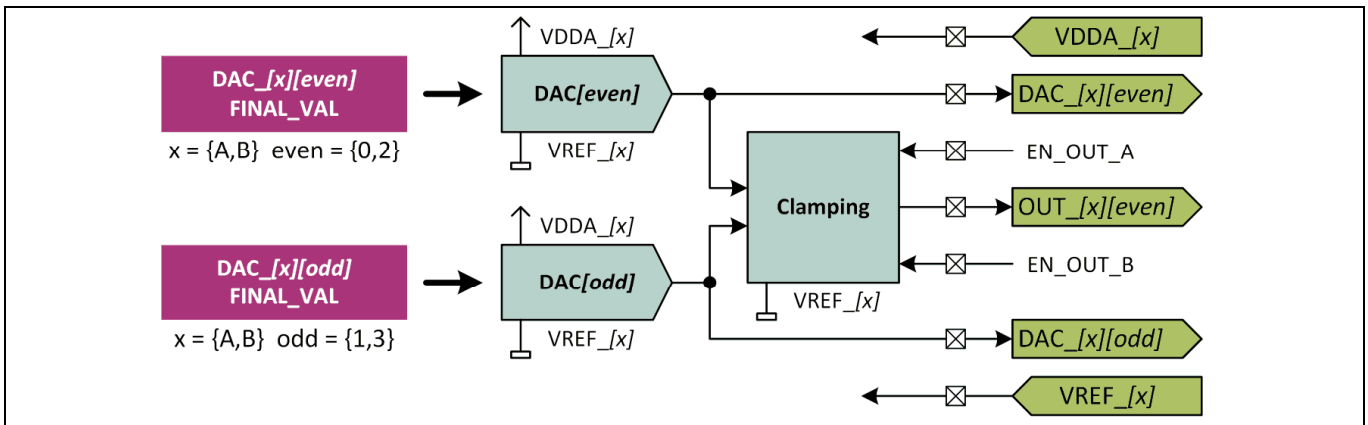 VDDA_[x]
VDDA_[x]
DAC_[x][even]
FINAL_VAL
DAC[even]
DAC_[x][even]
x = {A,B} even = {0,2}
VREF_[x]
EN_OUT_A
Clamping
OUT_[x][even]
VDDA_[x]
DAC_[x][odd]
FINAL_VAL
DAC[odd]
EN_OUT_B
VREF_[x]
x = {A,B} odd = {1,3}
VREF_[x]
DAC_[x][odd]
VREF_[x]